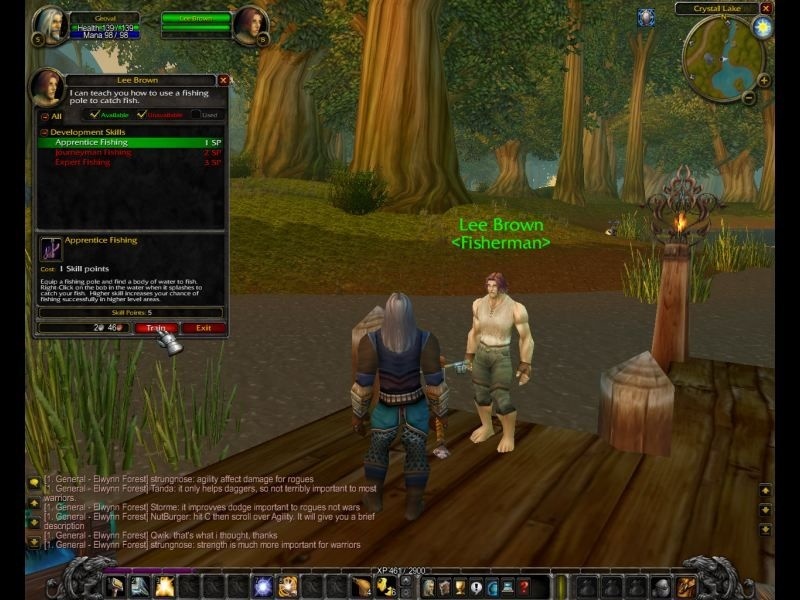 Geoval
Health 139 / 139
Mana 98 / 98
5
Lee Brown
Crystal Lake
N
Lee Brown
I can teach you how to use a fishing
pole to catch fish.
All
Available
Unavailable
Used
Development Skills
Apprentice Fishing 1 SP
Journeyman Fishing 2 SP
Expert Fishing 3 SP
Apprentice Fishing
Cost: 1 Skill points
Equip a fishing pole and find a body of water to fish.
Right-Click on the bob in the water when it splashes to
catch your fish. Higher skill increases your chance of
fishing successfully in higher level areas.
Skill Points: 5
2 46
Train
Exit
Lee Brown
<Fisherman>
[1. General - Elwynn Forest] strungnose: agility affect damage for rogues
[1. General - Elwynn Forest] Tanda: it only helps daggers, so not terribly important to most
warriors.
[1. General - Elwynn Forest] Storme: it improvves dodge important to rogues not wars
[1. General - Elwynn Forest] NutBurger: hit C then scroll over Agility. It will give you a brief
description
[1. General - Elwynn Forest] Qwik: that's what i thought, thanks
[1. General - Elwynn Forest] strungnose: strength is much more important for warriors
XP 461 / 2900